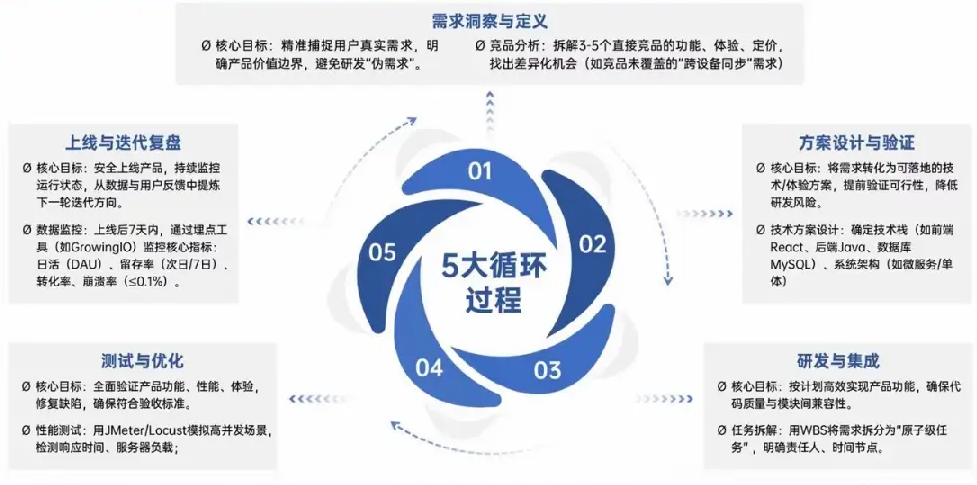 需求洞察与定义
Ø 核心目标：精准捕捉用户真实需求，明
确产品价值边界，避免研发“伪需求”。
Ø 竞品分析：拆解3-5个直接竞品的功能、体验、定价，
找出差异化机会（如竞品未覆盖的“跨设备同步”需求）
上线与迭代复盘
Ø 核心目标：安全上线产品，持续监控
运行状态，从数据与用户反馈中提炼
下一轮迭代方向。
Ø 数据监控：上线后7天内，通过埋点工
具（如GrowingIO）监控核心指标：
日活（DAU）、留存率（次日/7日）、
转化率、崩溃率（≤0.1%）。
方案设计与验证
Ø 核心目标：将需求转化为可落地的技
术/体验方案，提前验证可行性，降低
研发风险。
Ø 技术方案设计：确定技术栈（如前端
React、后端Java、数据库
MySQL）、系统架构（如微服务/单
体）
01
02
03
04
05
5大循环
过程
测试与优化
Ø 核心目标：全面验证产品功能、性能、体验，
修复缺陷，确保符合验收标准。
Ø 性能测试：用JMeter/Locust模拟高并发场景，
检测响应时间、服务器负载；
研发与集成
Ø 核心目标：按计划高效实现产品功能，确保代
码质量与模块间兼容性。
Ø 任务拆解：用WBS将需求拆分为“原子级任
务”，明确责任人、时间节点。